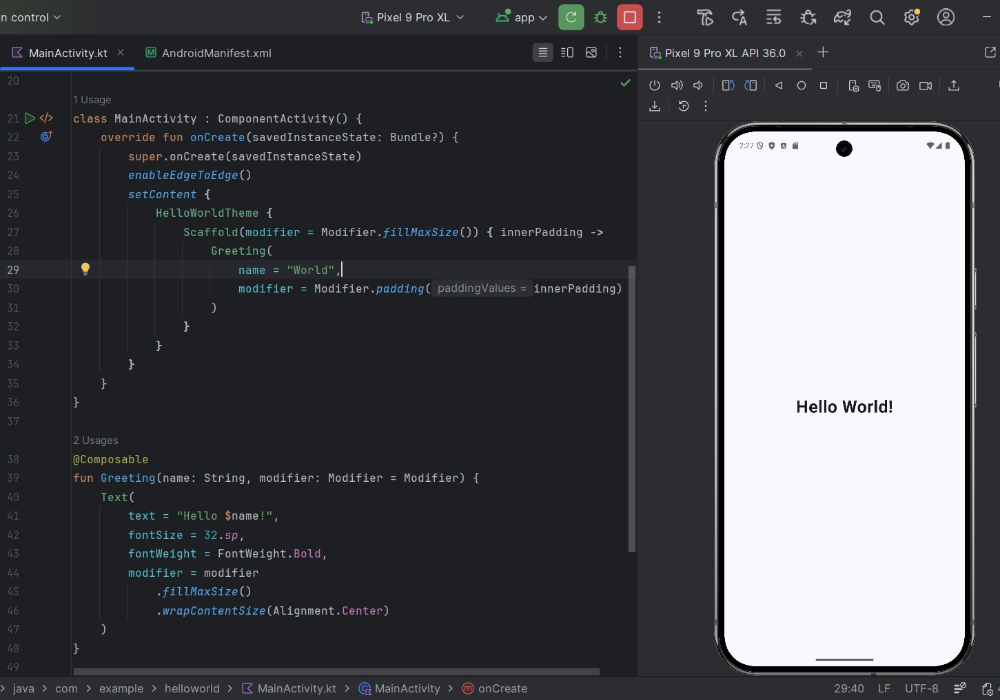 n control
Pixel 9 Pro XL
app
MainActivity.kt
AndroidManifest.xml
Pixel 9 Pro XL API 36.0
20
1 Usage
21 class MainActivity : ComponentActivity() {
22 override fun onCreate(savedInstanceState: Bundle?) {
23 super.onCreate(savedInstanceState)
24 enableEdgeToEdge()
25 setContent {
26 HelloWorldTheme {
27 Scaffold(modifier = Modifier.fillMaxSize()) { innerPadding ->
28 Greeting(
29 name = "World",
30 modifier = Modifier.padding( paddingValues = innerPadding)
31 )
32 }
33 }
34 }
35 }
36 }
37
2 Usages
38 @Composable
39 fun Greeting(name: String, modifier: Modifier = Modifier) {
40 Text(
41 text = "Hello $name!",
42 fontSize = 32.sp,
43 fontWeight = FontWeight.Bold,
44 modifier = modifier
45 .fillMaxSize()
46 .wrapContentSize(Alignment.Center)
47 )
48 }
49
2:27
Hello World!
java > com > example > helloworld > MainActivity.kt > MainActivity > onCreate
29:40 LF UTF-8